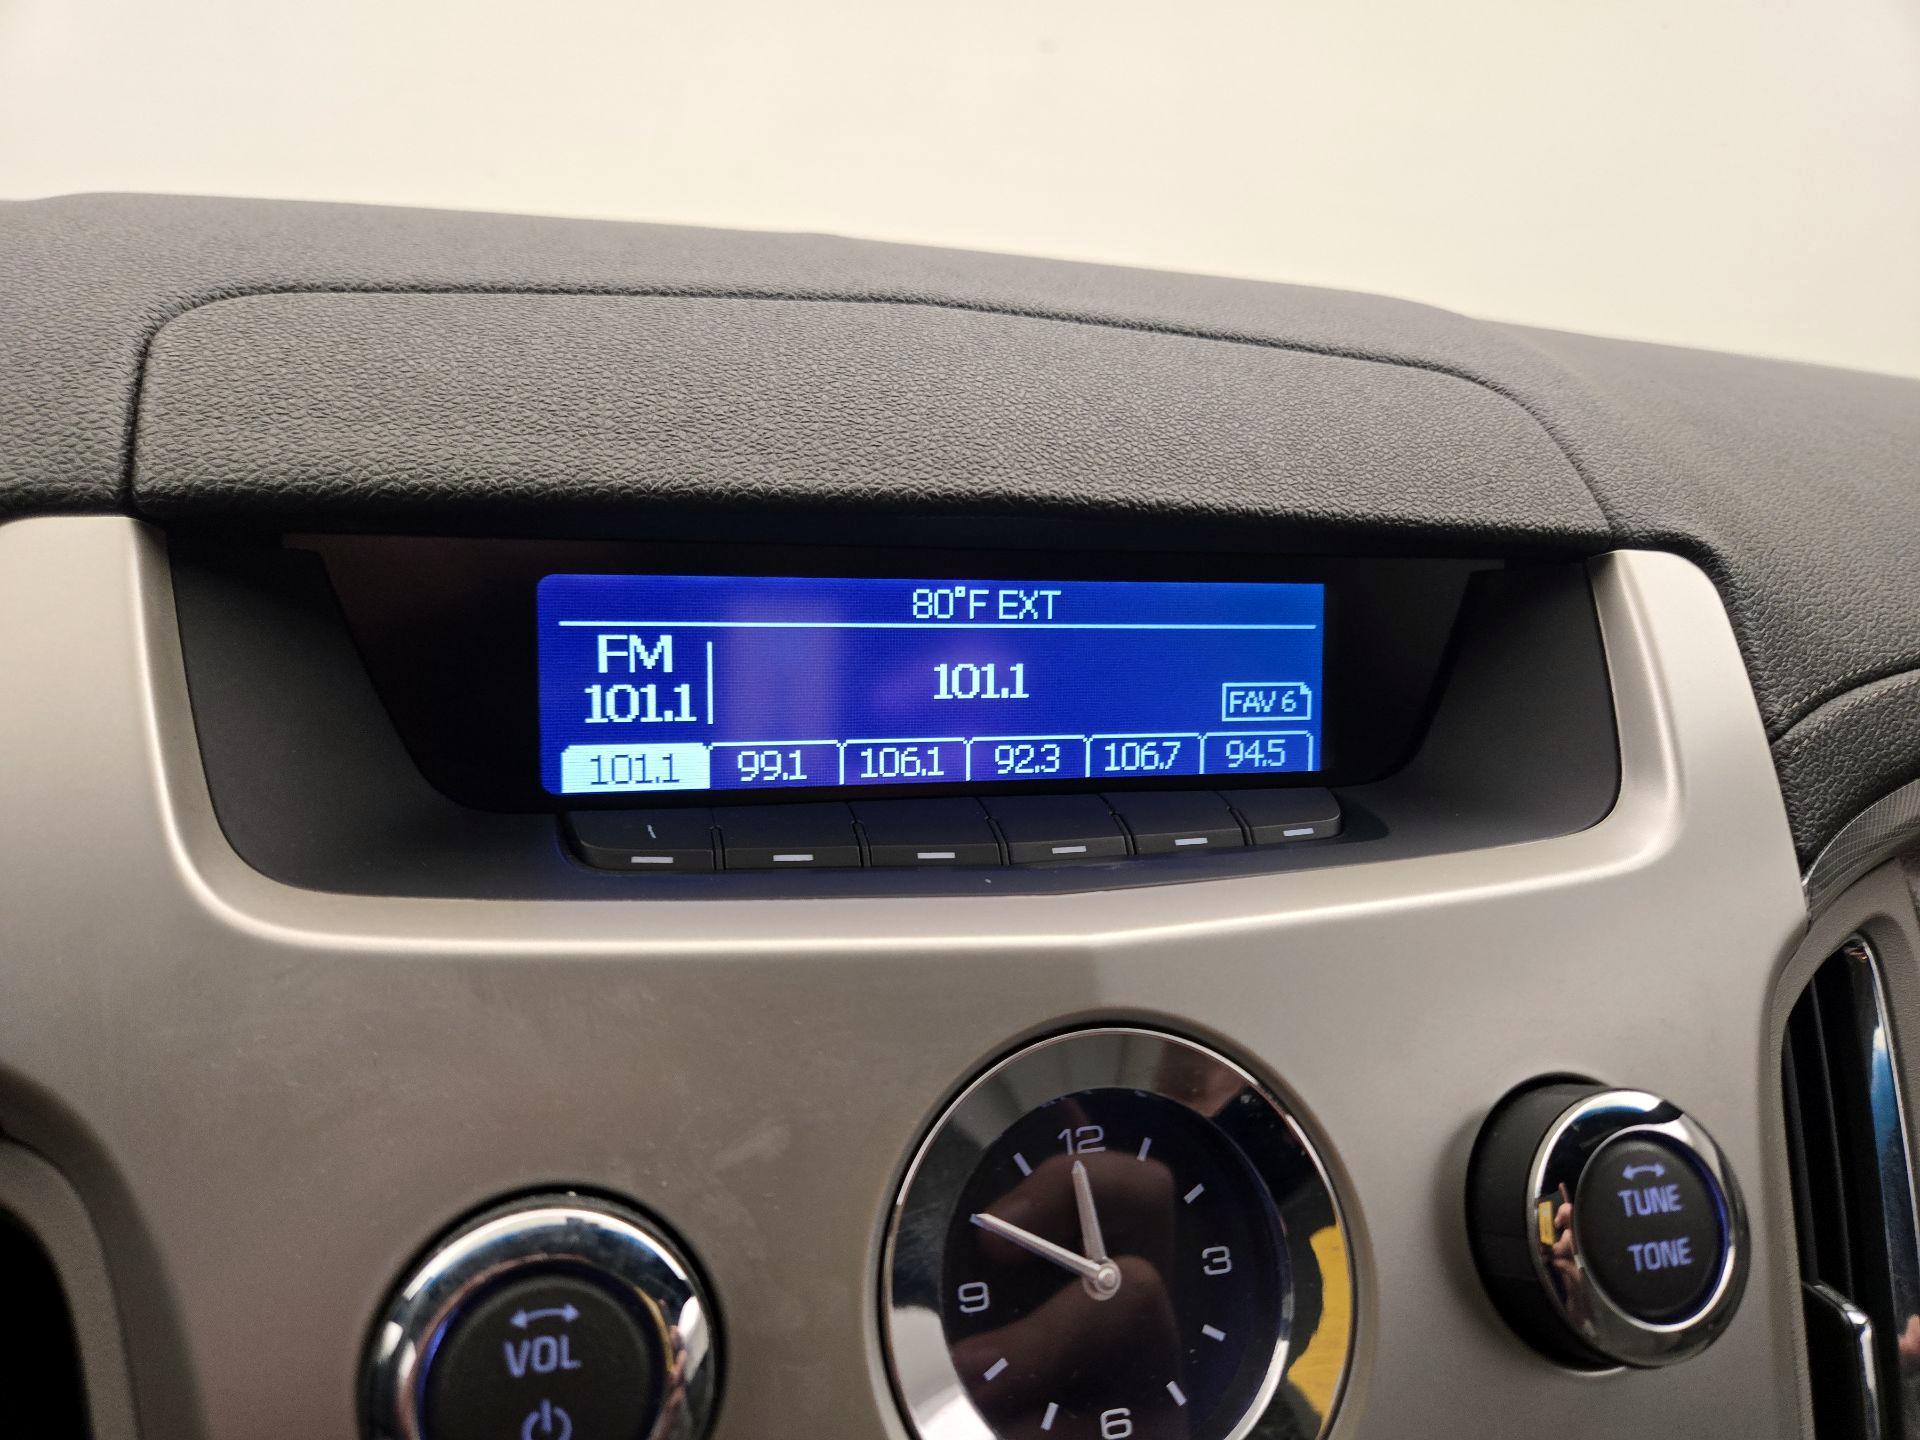 80°F EXT
FM
101.1
101.1
FAV 6
101.1 99.1 106.1 92.3 106.7 94.5
12
3
9
6
VOL
TUNE
TONE